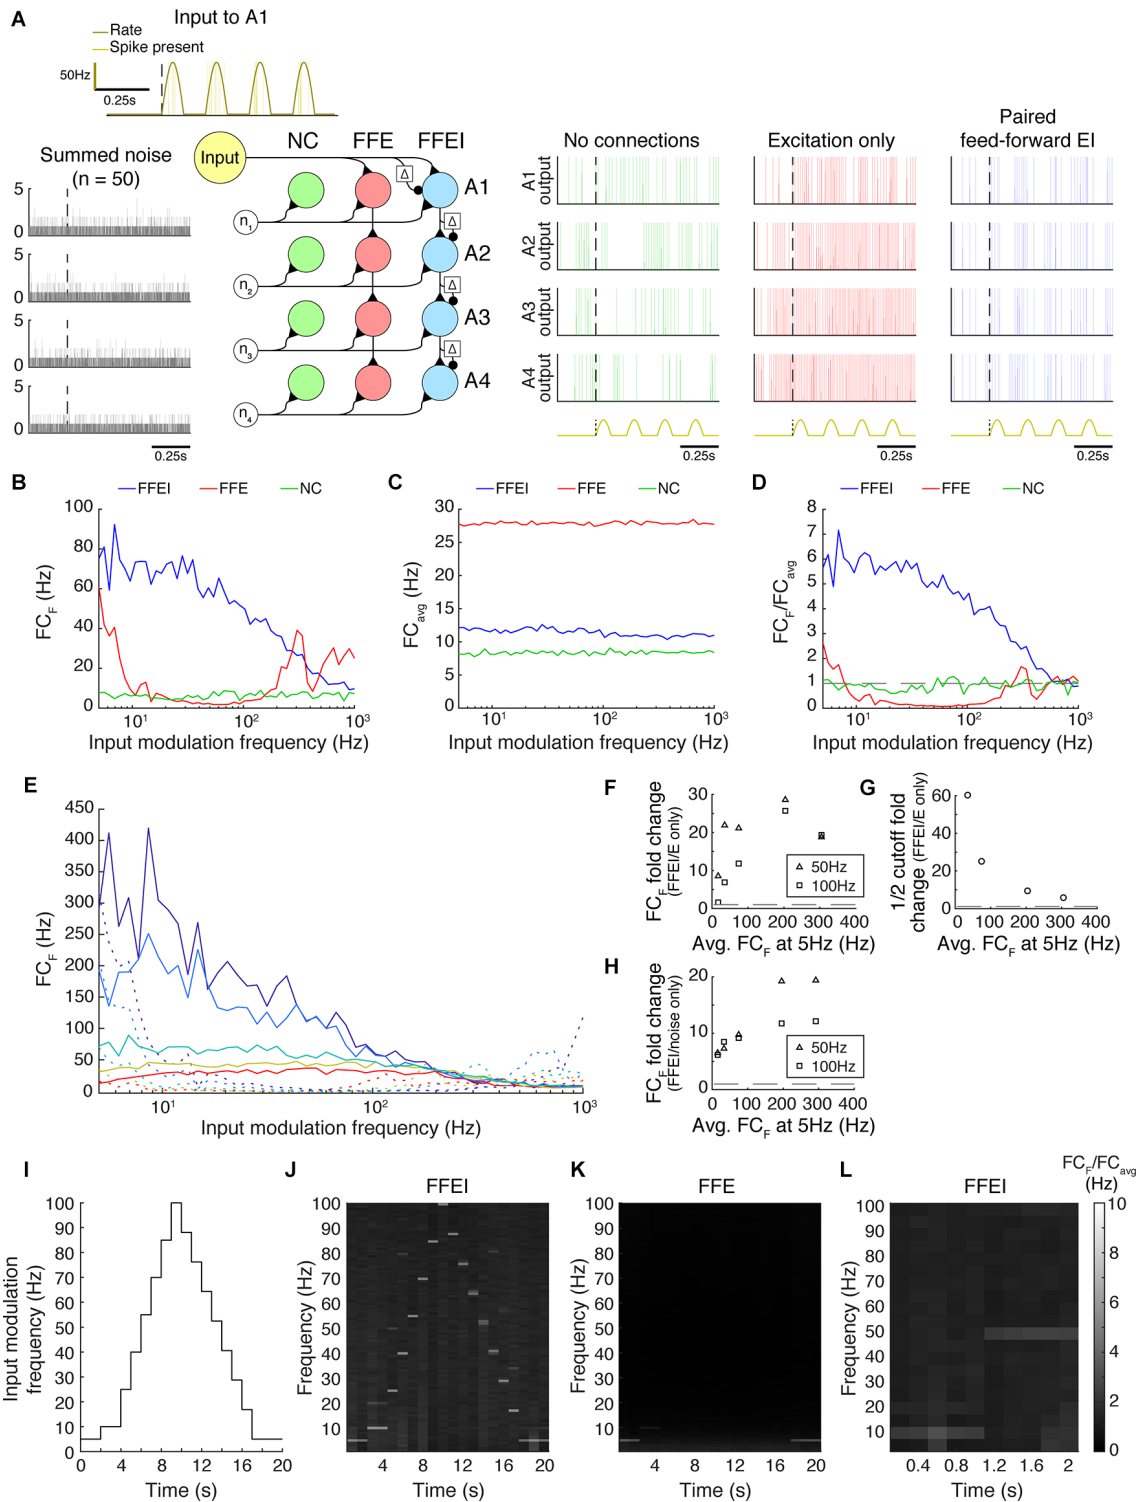 A
Input to A1
Rate
Spike present
50Hz
0.25s
Summed noise
(n = 50)
5
0
5
0
5
0
5
0
0.25s
Input
NC
FFE
FFEI
Δ
A1
n1
Δ
A2
n2
Δ
A3
n3
Δ
A4
n4
No connections
Excitation only
Paired
feed-forward EI
A1
output
A2
output
A3
output
A4
output
0.25s
0.25s
0.25s
B
FFEI
FFE
NC
FCF (Hz)
100
80
60
40
20
0
10¹
10²
10³
Input modulation frequency (Hz)
C
FFEI
FFE
NC
FCavg (Hz)
30
25
20
15
10
5
0
10¹
10²
10³
Input modulation frequency (Hz)
D
FFEI
FFE
NC
FCF/FCavg
8
7
6
5
4
3
2
1
0
10¹
10²
10³
Input modulation frequency (Hz)
E
FCF (Hz)
450
400
350
300
250
200
150
100
50
0
10¹
10²
10³
Input modulation frequency (Hz)
F
FCF fold change
(FFEI/E only)
30
20
10
0
50Hz
100Hz
0 100 200 300 400
Avg. FCF at 5Hz (Hz)
G
1/2 cutoff fold
change (FFEI/E only)
60
40
20
0
0 100 200 300 400
Avg. FCF at 5Hz (Hz)
H
FCF fold change
(FFEI/noise only)
20
10
0
50Hz
100Hz
0 100 200 300 400
Avg. FCF at 5Hz (Hz)
I
Input modulation
frequency (Hz)
100
90
80
70
60
50
40
30
20
10
0
0 4 8 12 16 20
Time (s)
J
FFEI
Frequency (Hz)
100
90
80
70
60
50
40
30
20
10
4 8 12 16 20
Time (s)
K
FFE
Frequency (Hz)
100
90
80
70
60
50
40
30
20
10
4 8 12 16 20
Time (s)
L
FFEI
Frequency (Hz)
100
90
80
70
60
50
40
30
20
10
0.4 0.8 1.2 1.6 2
Time (s)
FCF/FCavg
(Hz)
10
8
6
4
2
0